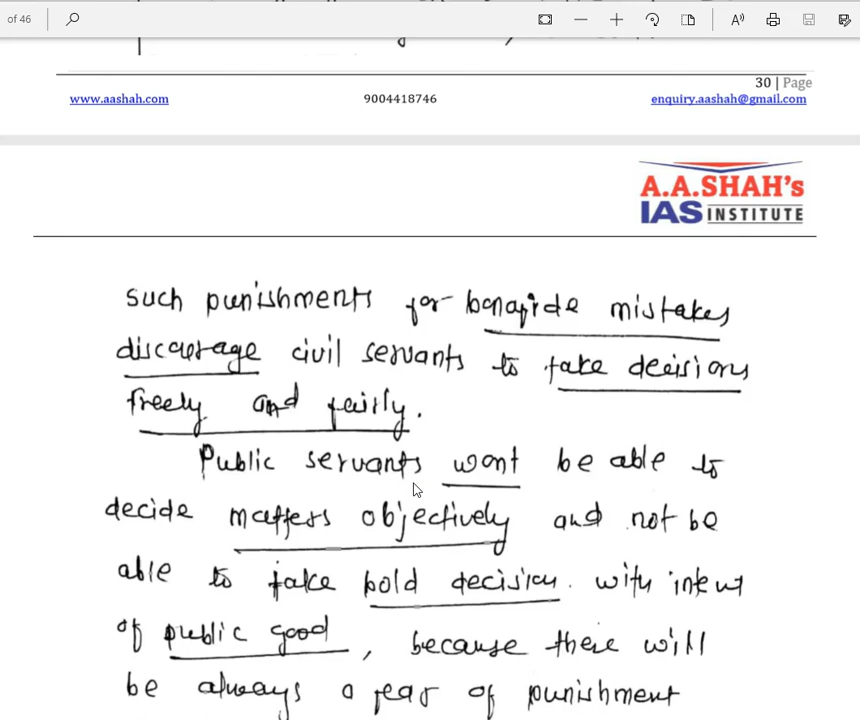 of 46
30 | Page
www.aashah.com 9004418746 enquiry.aashah@gmail.com
A.A.SHAH's
IAS INSTITUTE
such punishments for bonafide mistakes
discourage civil servants to take decisions
freely and fairly.
Public servants wont be able to
decide matters objectively and not be
able to take bold decision. with intent
of public good, because there will
be always a fear of punishment